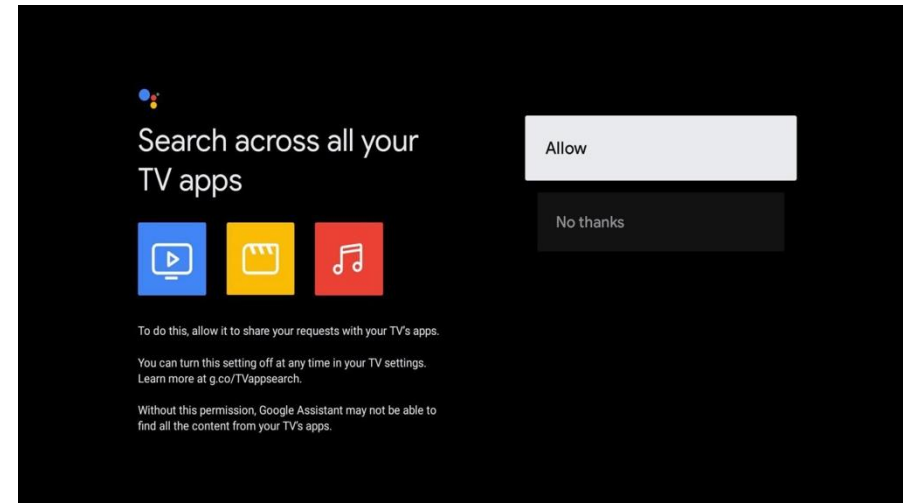 Search across all your
TV apps
To do this, allow it to share your requests with your TV's apps.
You can turn this setting off at any time in your TV settings.
Learn more at g.co/TVappsearch.
Without this permission, Google Assistant may not be able to
find all the content from your TV's apps.
Allow
No thanks